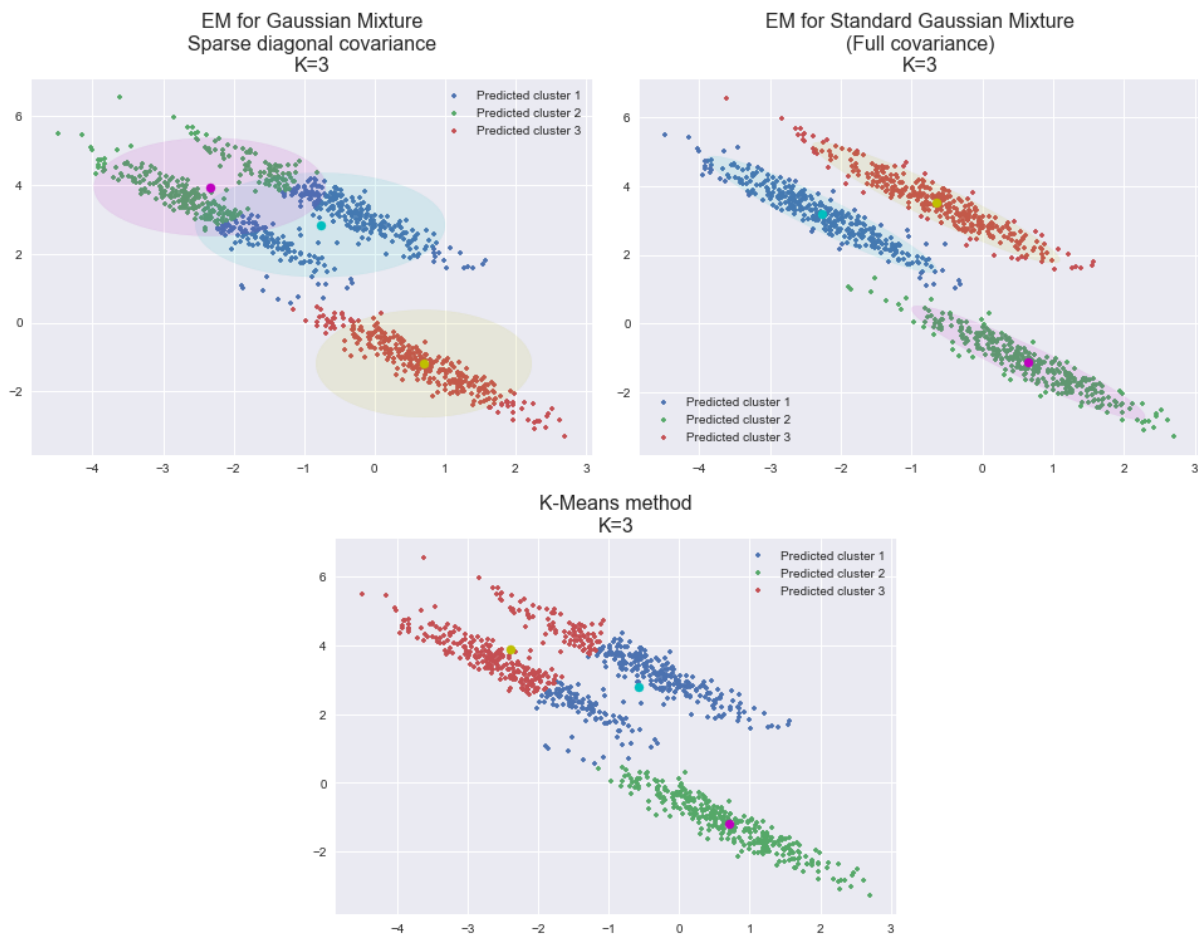 EM for Gaussian Mixture
Sparse diagonal covariance
K=3
Predicted cluster 1
Predicted cluster 2
Predicted cluster 3
6
4
2
0
−2
−4
−3
−2
−1
0
1
2
3
EM for Standard Gaussian Mixture
(Full covariance)
K=3
6
4
2
0
−2
Predicted cluster 1
Predicted cluster 2
Predicted cluster 3
−4
−3
−2
−1
0
1
2
3
K-Means method
K=3
Predicted cluster 1
Predicted cluster 2
Predicted cluster 3
6
4
2
0
−2
−4
−3
−2
−1
0
1
2
3